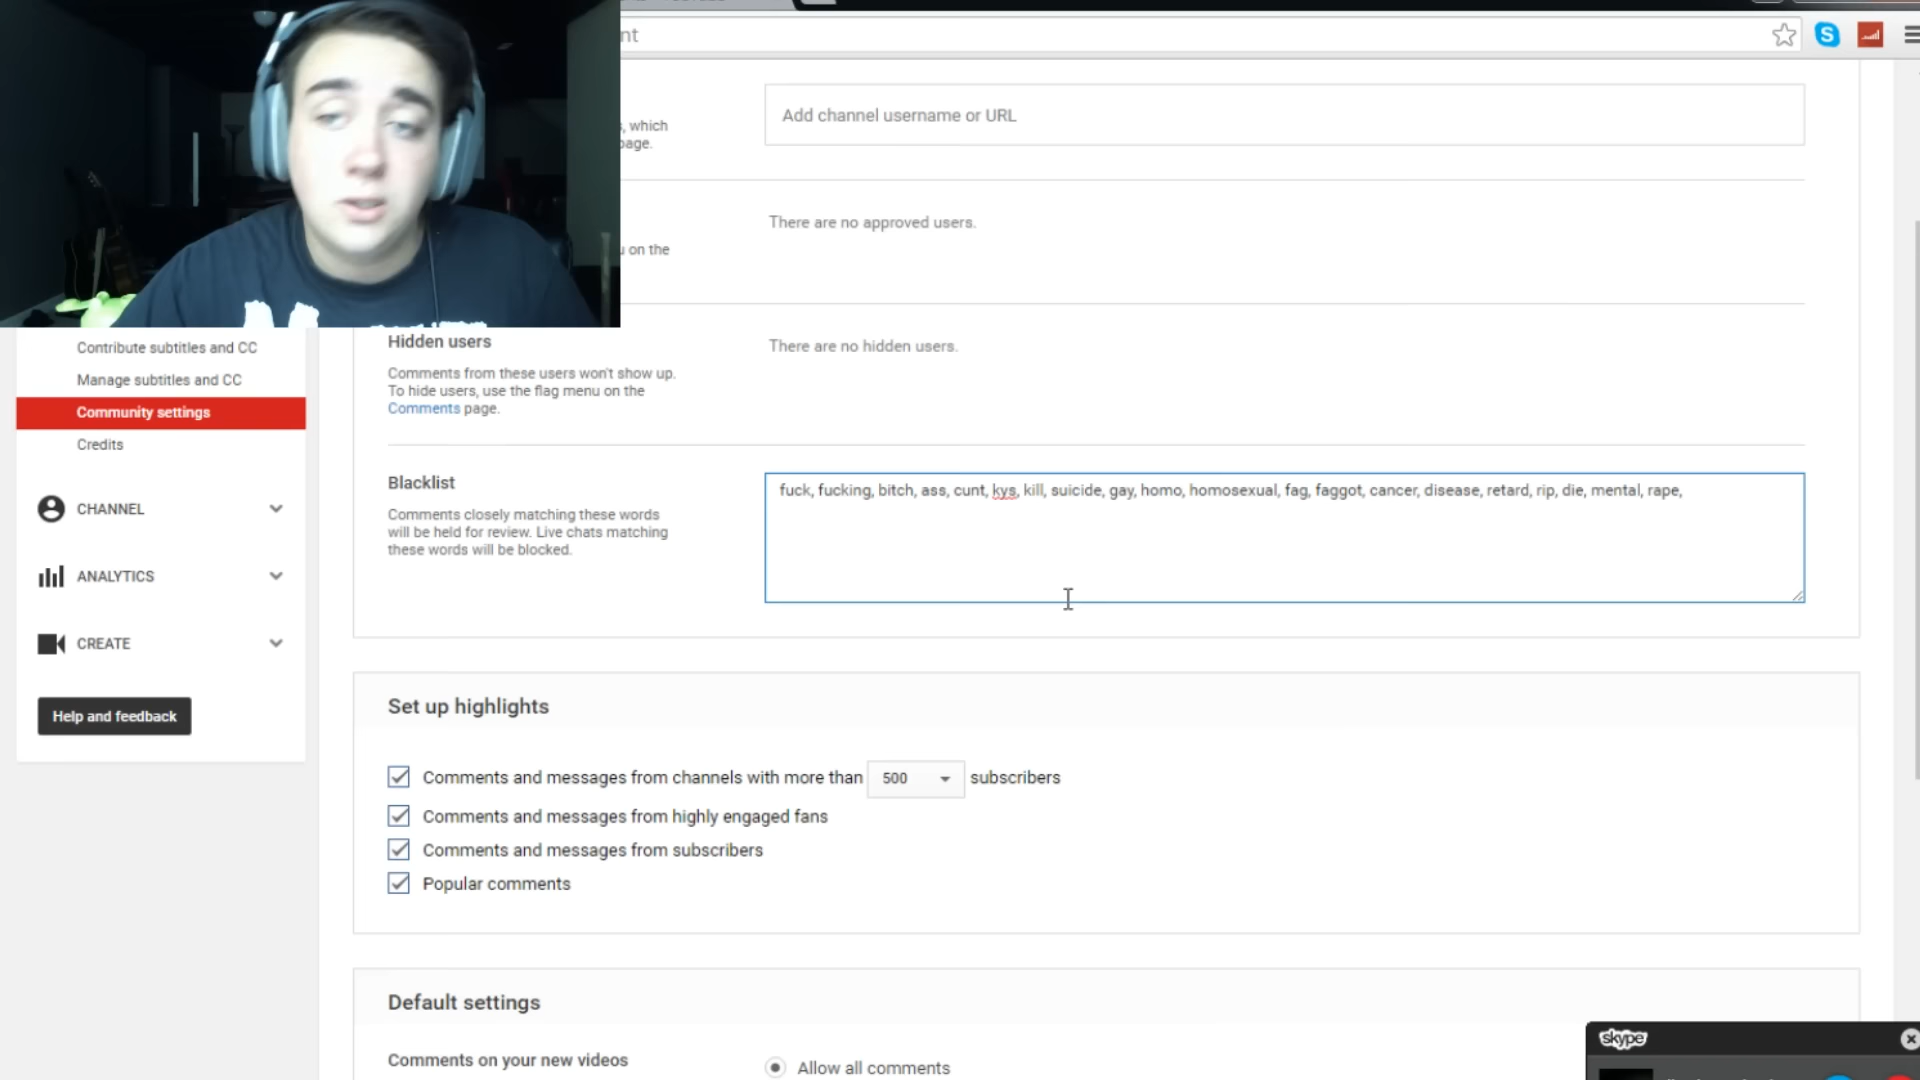 nt
Add channel username or URL
, which
page.
There are no approved users.
on the
Hidden users
There are no hidden users.
Comments from these users won't show up.
To hide users, use the flag menu on the
Comments page.
Contribute subtitles and CC
Manage subtitles and CC
Community settings
Credits
CHANNEL
ANALYTICS
CREATE
Help and feedback
Blacklist
Comments closely matching these words
will be held for review. Live chats matching
these words will be blocked.
fuck, fucking, bitch, ass, cunt, kys, kill, suicide, gay, homo, homosexual, fag, faggot, cancer, disease, retard, rip, die, mental, rape,
Set up highlights
Comments and messages from channels with more than 500 subscribers
Comments and messages from highly engaged fans
Comments and messages from subscribers
Popular comments
Default settings
Comments on your new videos
Allow all comments
skype